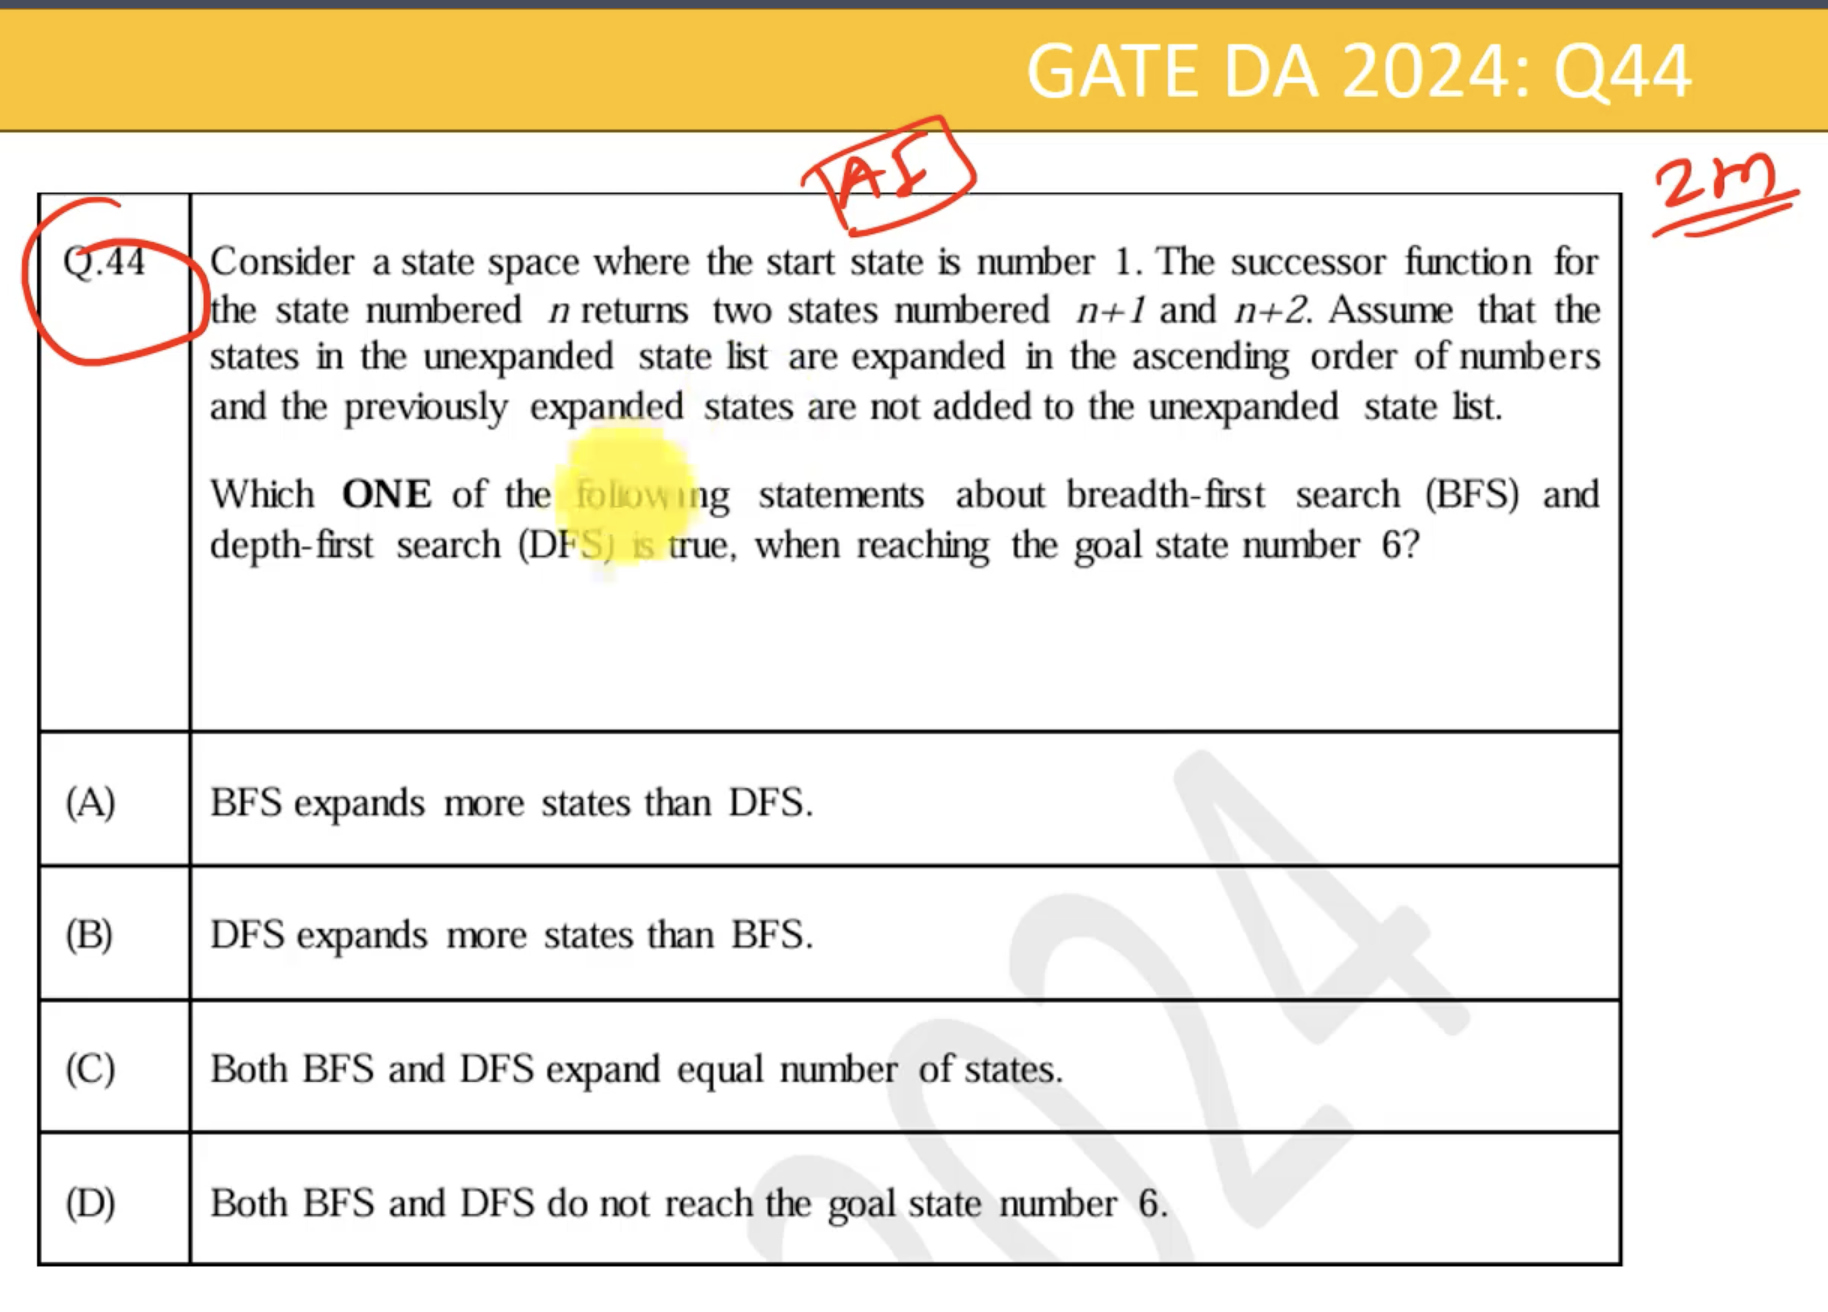 GATE DA 2024: Q44
AI
2m
Q.44
Consider a state space where the start state is number 1. The successor function for
the state numbered n returns two states numbered n+1 and n+2. Assume that the
states in the unexpanded state list are expanded in the ascending order of numbers
and the previously expanded states are not added to the unexpanded state list.
Which ONE of the following statements about breadth-first search (BFS) and
depth-first search (DFS) is true, when reaching the goal state number 6?
(A) BFS expands more states than DFS.
(B) DFS expands more states than BFS.
(C) Both BFS and DFS expand equal number of states.
(D) Both BFS and DFS do not reach the goal state number 6.
2024